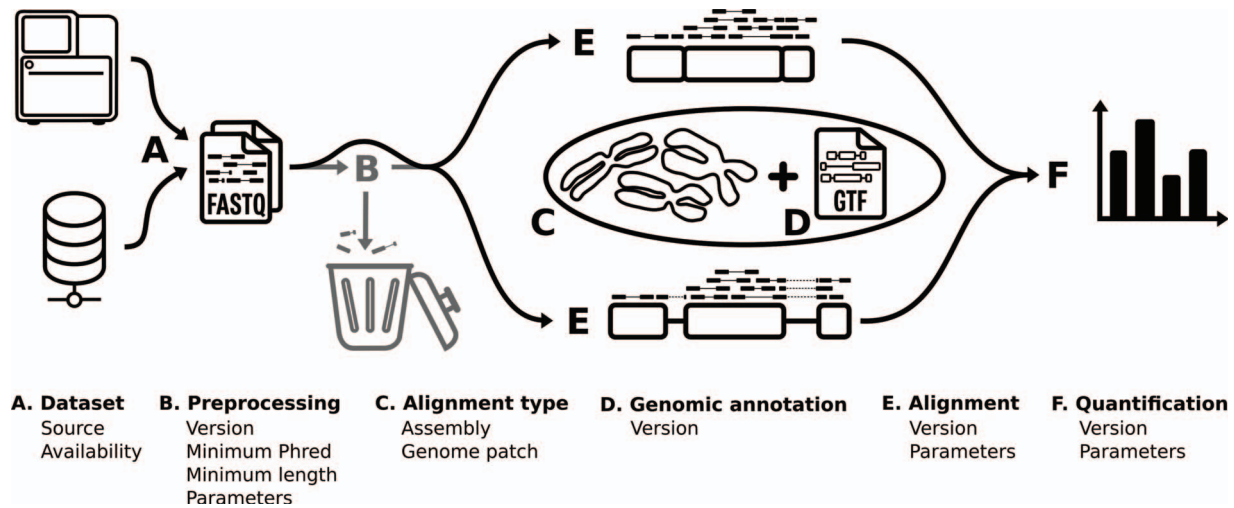 E
A
B
FASTQ
GTF
C
D
F
E
A. Dataset
Source
Availability
B. Preprocessing
Version
Minimum Phred
Minimum length
Parameters
C. Alignment type
Assembly
Genome patch
D. Genomic annotation
Version
E. Alignment
Version
Parameters
F. Quantification
Version
Parameters